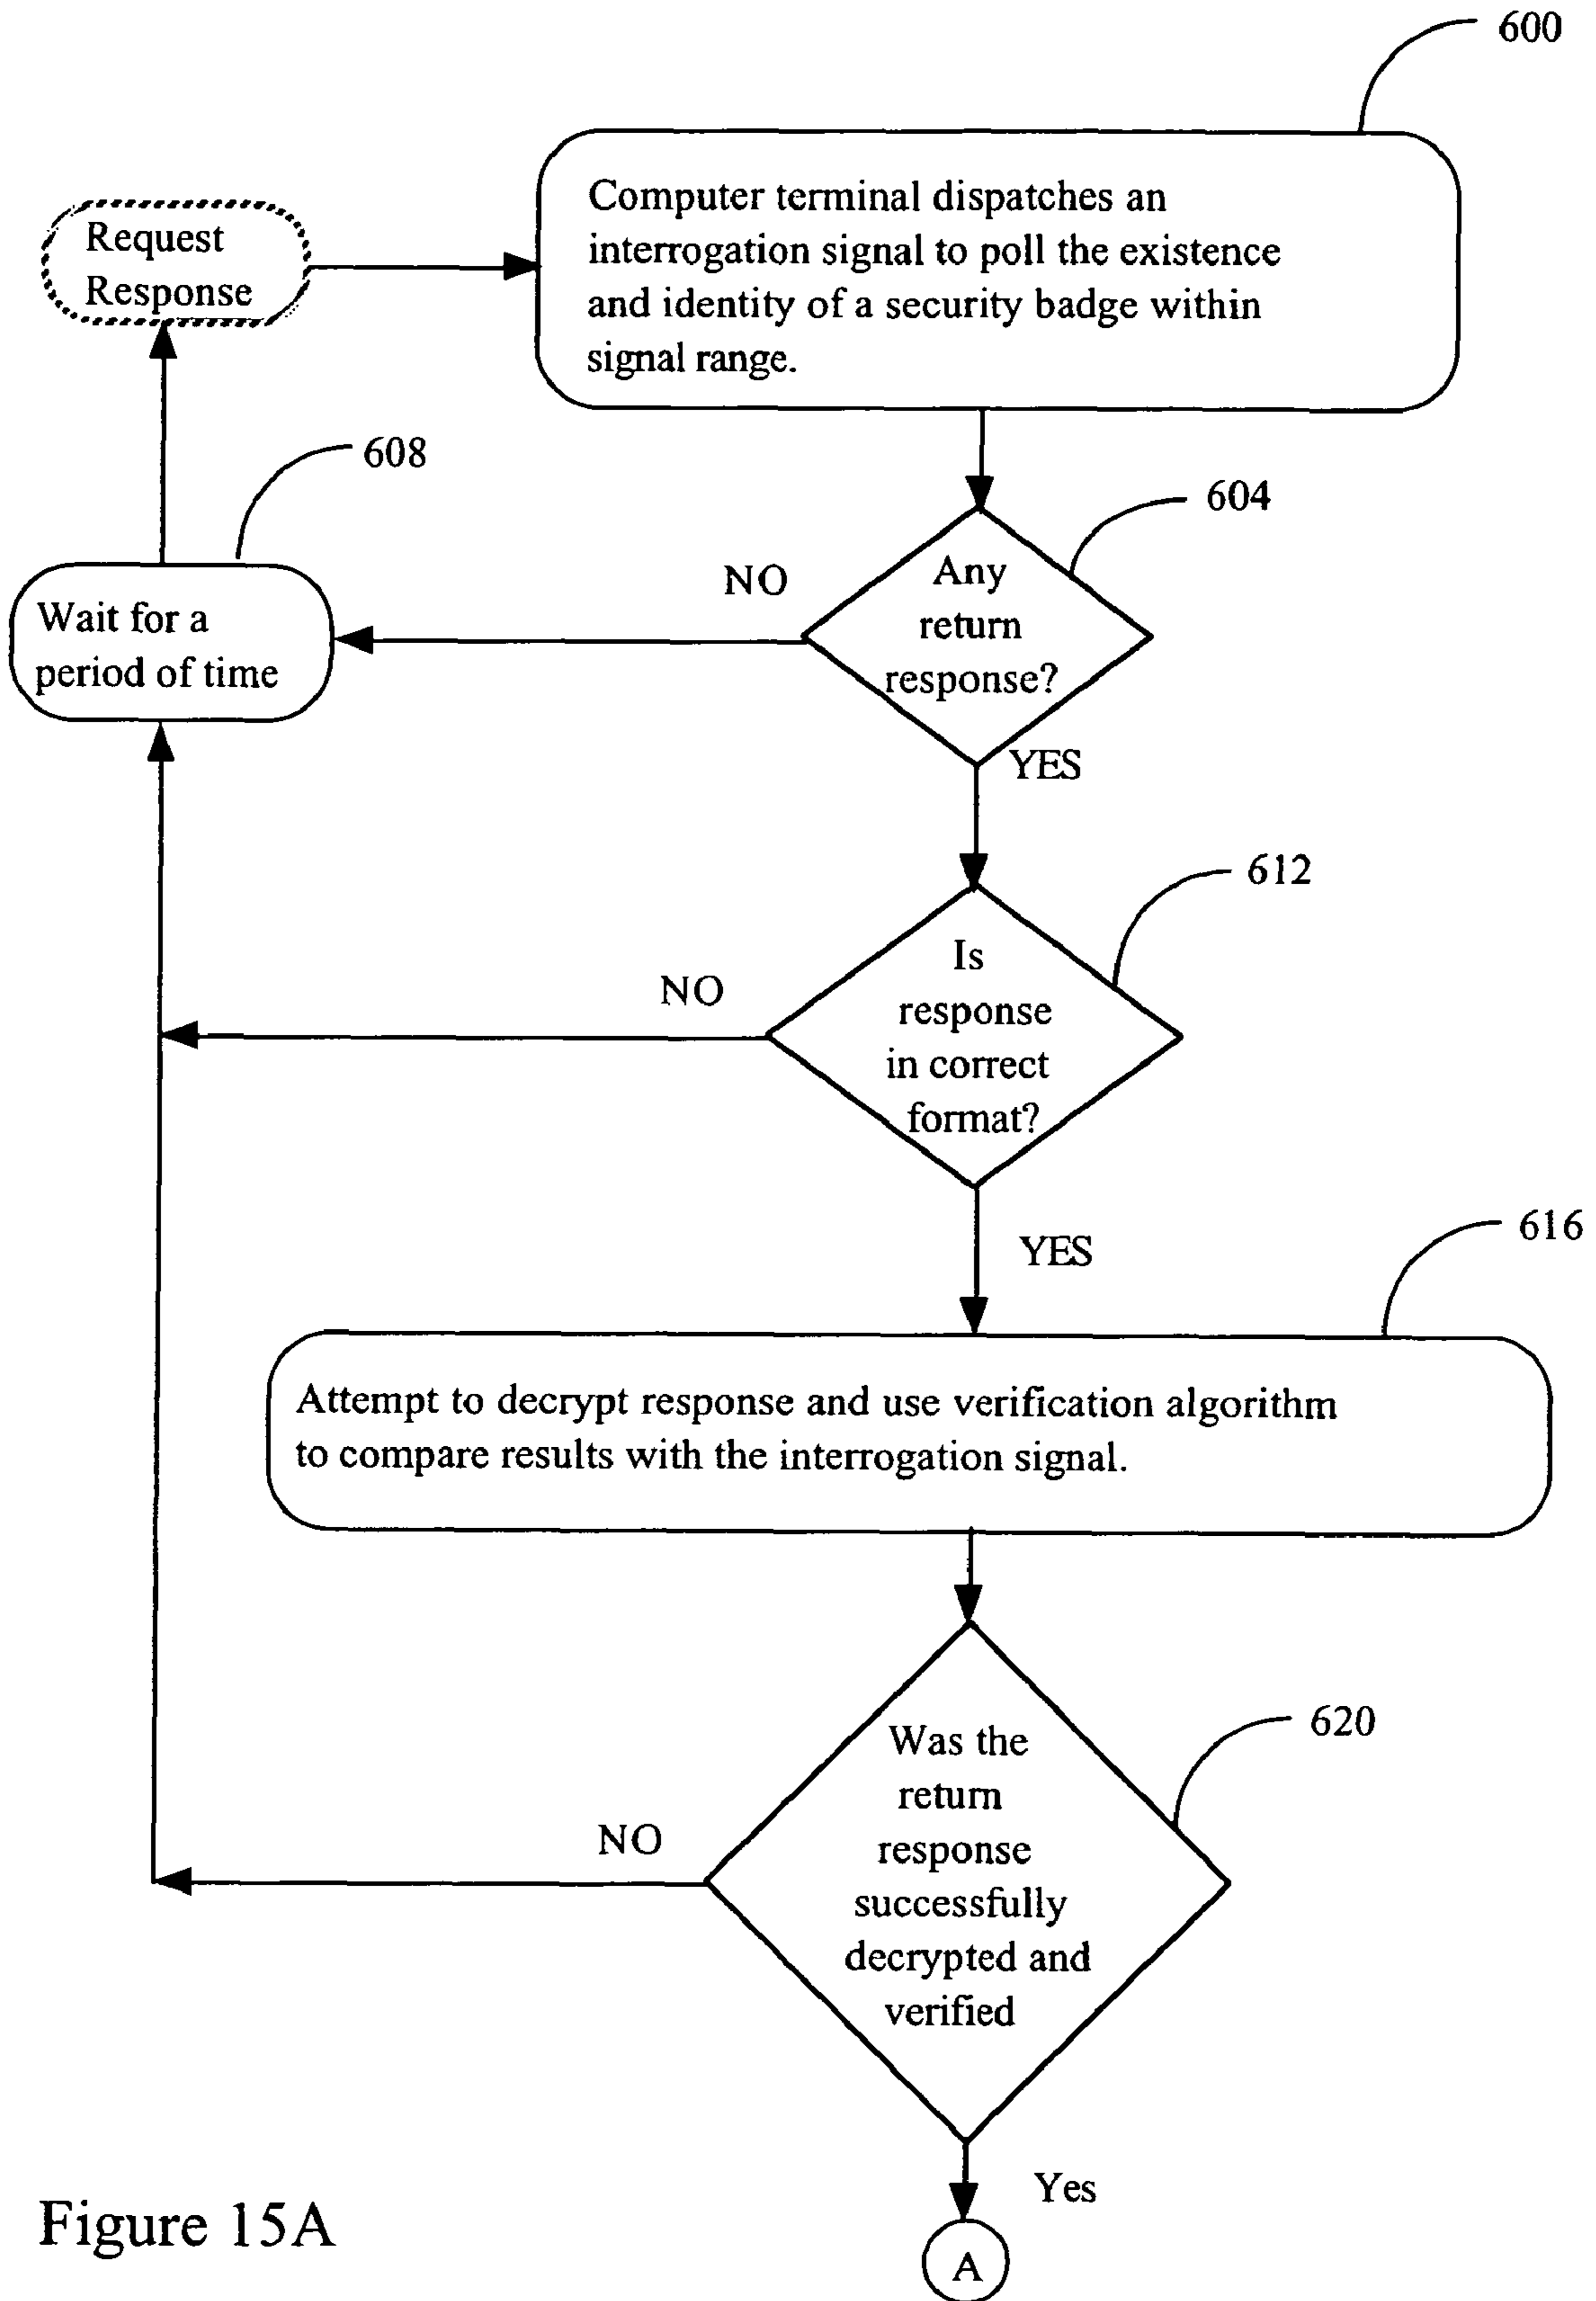 600
Computer terminal dispatches an
interrogation signal to poll the existence
and identity of a security badge within
signal range.
Request
Response
608
604
NO
Any
return
response?
Wait for a
period of time
YES
612
NO
Is
response
in correct
format?
YES
616
Attempt to decrypt response and use verification algorithm
to compare results with the interrogation signal.
620
NO
Was the
return
response
successfully
decrypted and
verified
Yes
Figure 15A
A